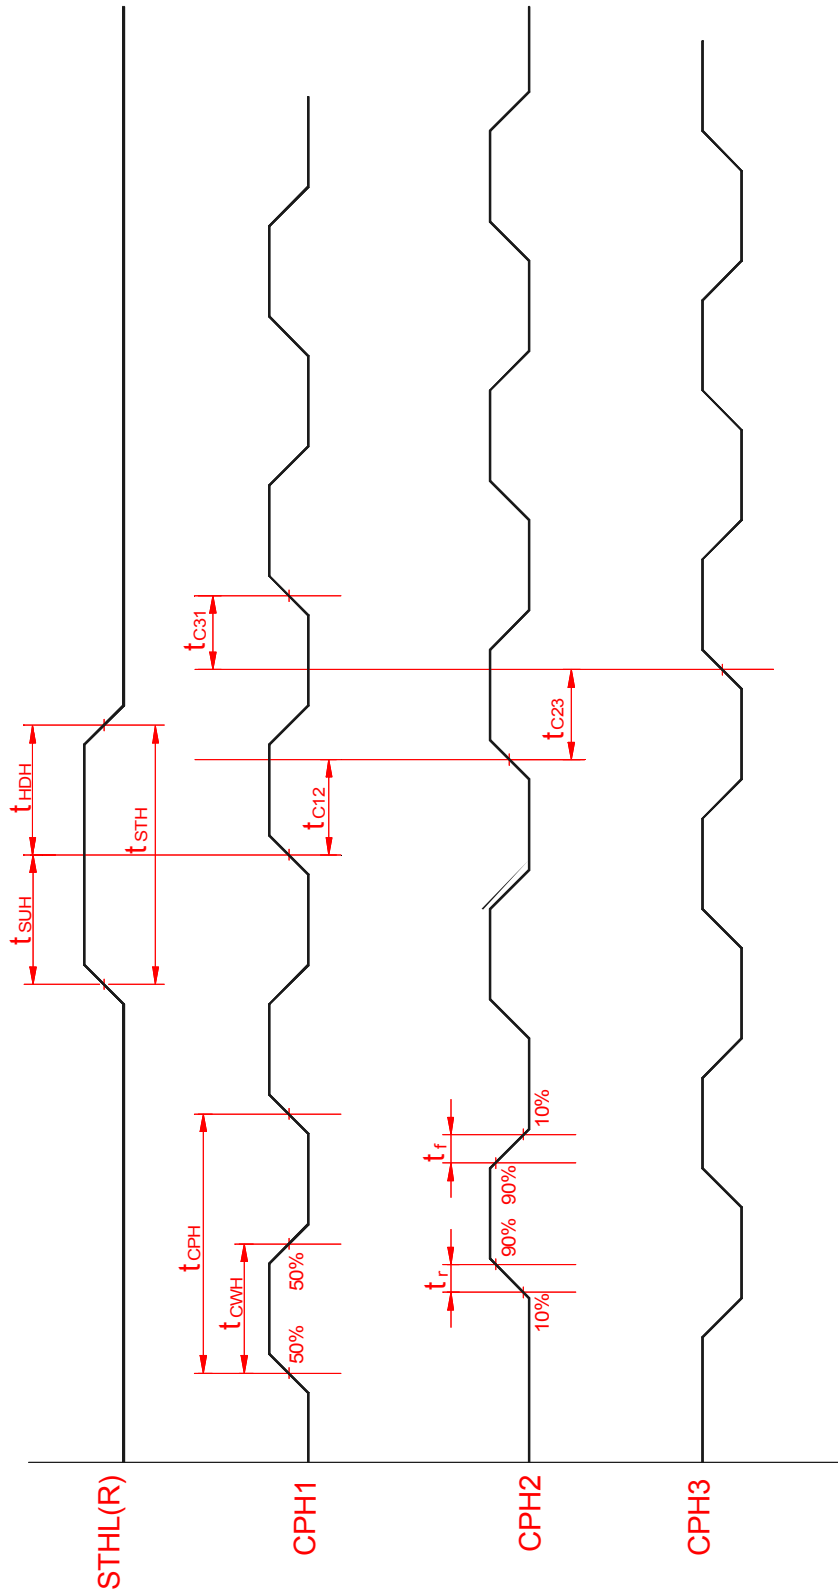 STHL(R)
tSUH
tHDH
tSTH
CPH1
tCWH
tCPH
50%
50%
tC12
tC31
CPH2
tr
tf
10%
90%
90%
10%
tC23
CPH3